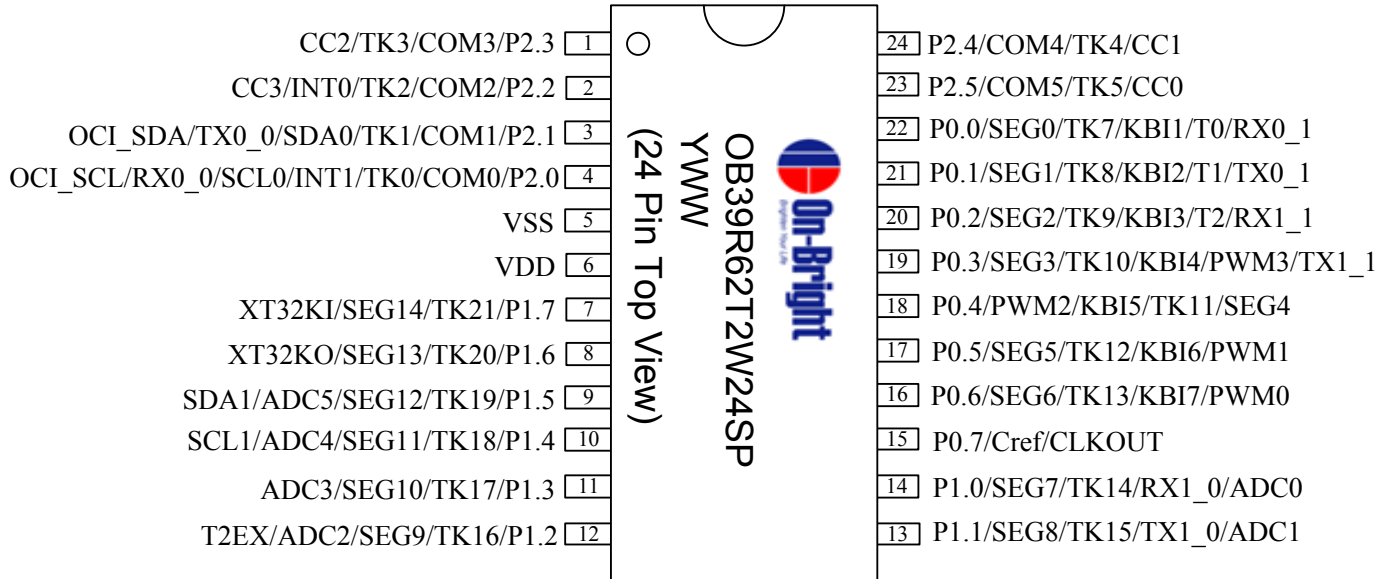 CC2/TK3/COM3/P2.3 1
CC3/INT0/TK2/COM2/P2.2 2
OCI_SDA/TX0_0/SDA0/TK1/COM1/P2.1 3
OCI_SCL/RX0_0/SCL0/INT1/TK0/COM0/P2.0 4
VSS 5
VDD 6
XT32KI/SEG14/TK21/P1.7 7
XT32KO/SEG13/TK20/P1.6 8
SDA1/ADC5/SEG12/TK19/P1.5 9
SCL1/ADC4/SEG11/TK18/P1.4 10
ADC3/SEG10/TK17/P1.3 11
T2EX/ADC2/SEG9/TK16/P1.2 12
On-Bright
Brighten Your Life
OB39R62T2W24SP
YWW
(24 Pin Top View)
24 P2.4/COM4/TK4/CC1
23 P2.5/COM5/TK5/CC0
22 P0.0/SEG0/TK7/KBI1/T0/RX0_1
21 P0.1/SEG1/TK8/KBI2/T1/TX0_1
20 P0.2/SEG2/TK9/KBI3/T2/RX1_1
19 P0.3/SEG3/TK10/KBI4/PWM3/TX1_1
18 P0.4/PWM2/KBI5/TK11/SEG4
17 P0.5/SEG5/TK12/KBI6/PWM1
16 P0.6/SEG6/TK13/KBI7/PWM0
15 P0.7/Cref/CLKOUT
14 P1.0/SEG7/TK14/RX1_0/ADC0
13 P1.1/SEG8/TK15/TX1_0/ADC1